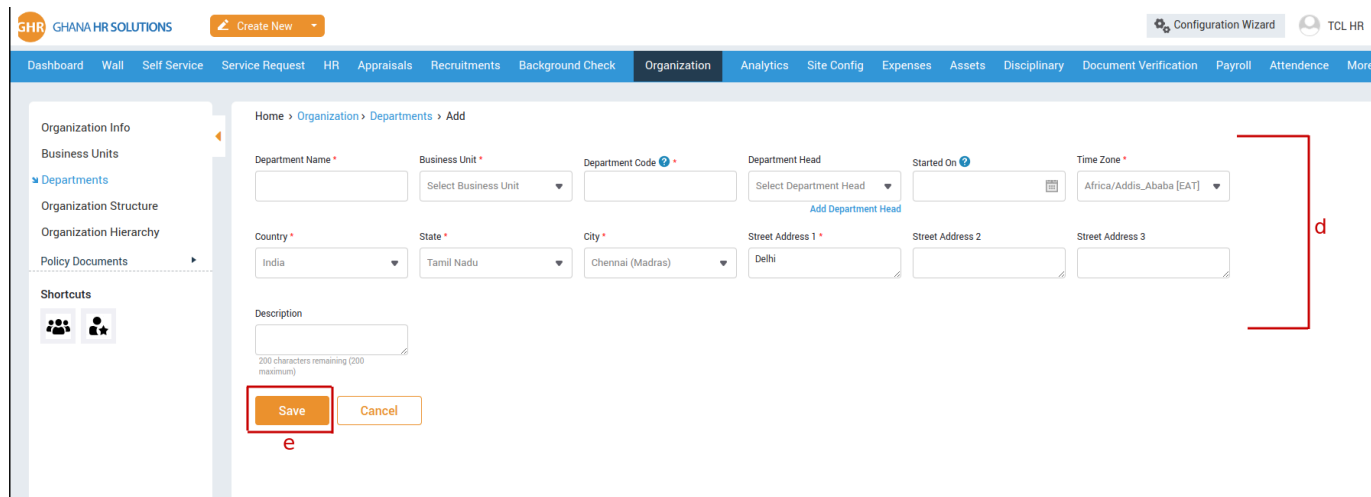 GHR GHANA HR SOLUTIONS Create New Configuration Wizard TCL HR
Dashboard Wall Self Service Service Request HR Appraisals Recruitments Background Check Organization Analytics Site Config Expenses Assets Disciplinary Document Verification Payroll Attendence More
Organization Info
Business Units
Departments
Organization Structure
Organization Hierarchy
Policy Documents
Shortcuts
Home › Organization › Departments › Add
Department Name * Business Unit * Department Code ? * Department Head Started On ? Time Zone *
Select Business Unit Select Department Head Africa/Addis_Ababa [EAT]
Add Department Head
d
Country * State * City * Street Address 1 * Street Address 2 Street Address 3
India Tamil Nadu Chennai (Madras) Delhi
Description
200 characters remaining (200
maximum)
Save Cancel
e